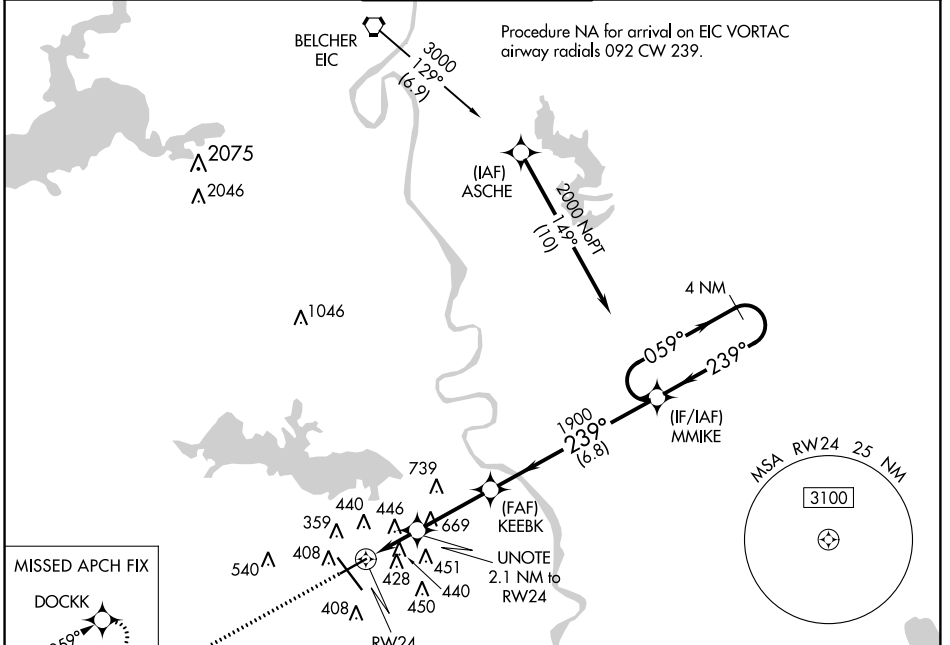 BELCHER
EIC
3000
129°
(6.9)
Procedure NA for arrival on EIC VORTAC
airway radials 092 CW 239.
2075
2046
(IAF)
ASCHE
2000 NoPT
149°
(10)
1046
4 NM
059°
239°
(IF/IAF)
MMIKE
1900
239°
(6.8)
MSA RW24 25 NM
3100
739
(FAF)
KEEBK
440
446
669
359
UNOTE
2.1 NM to
RW24
408
540
428
451
440
450
408
RW24
MISSED APCH FIX
DOCKK
059°